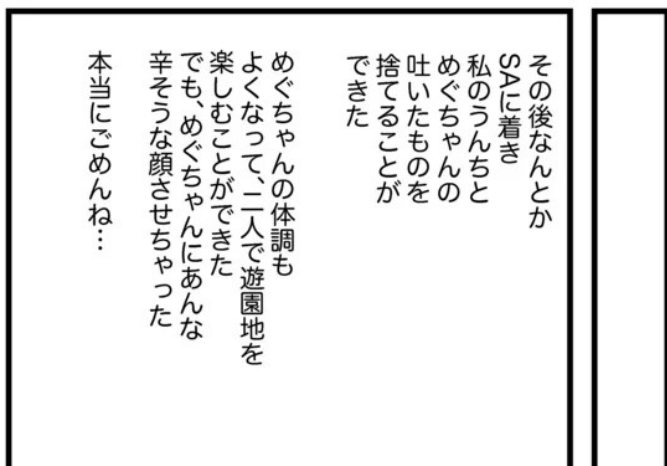 その後なんとか
SAに着き
私のうんちと
めぐちゃんの
吐いたものを
捨てることが
できた
めぐちゃんの体調も
よくなって、二人で遊園地を
楽しむことができた
でも、めぐちゃんにあんな
辛そうな顔させちゃった
本当にごめんね…